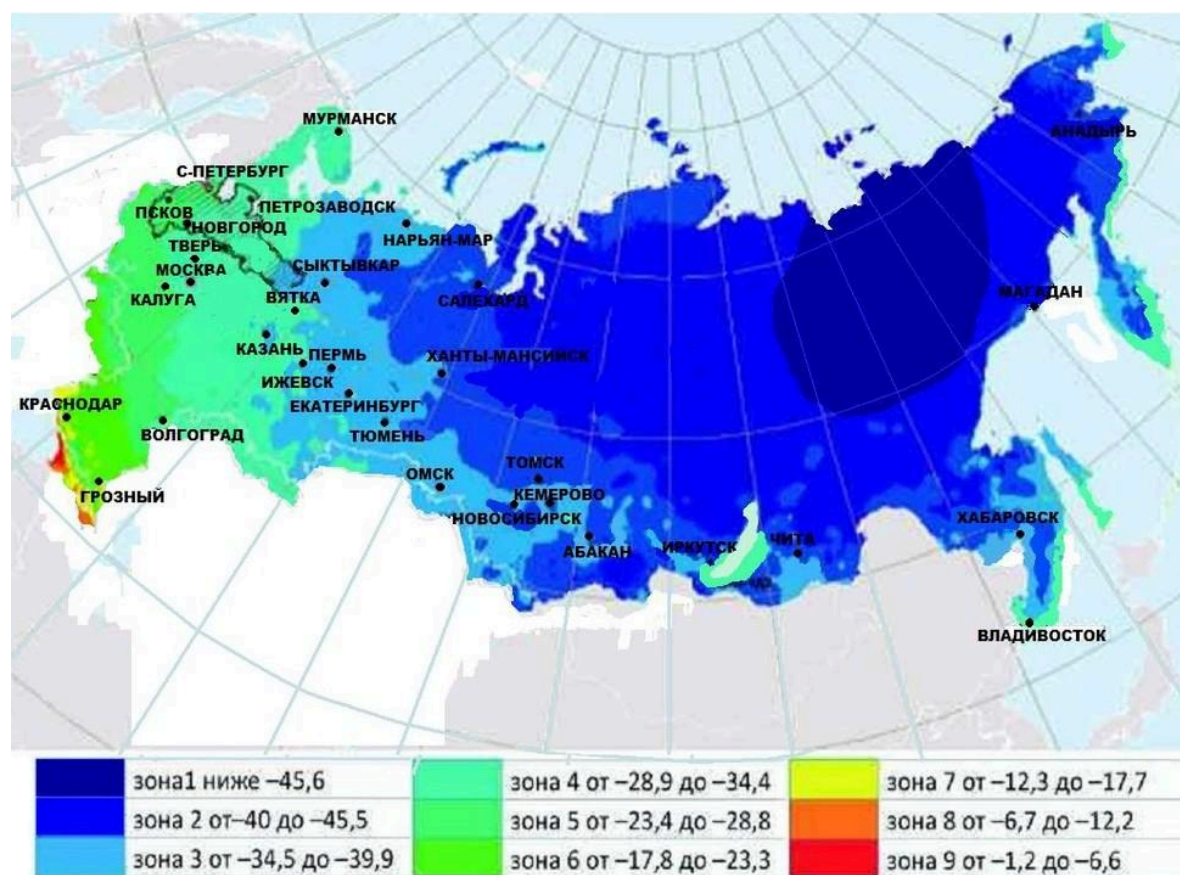 МУРМАНСК
С-ПЕТЕРБУРГ
АНАДЫРЬ
ПСКОВ
ПЕТРОЗАВОДСК
НОВГОРОД
НАРЬЯН-МАР
ТВЕРЬ
МОСКВА
СЫКТЫВКАР
КАЛУГА
ВЯТКА
САЛЕХАРД
МАГАДАН
КАЗАНЬ
ПЕРМЬ
ХАНТЫ-МАНСИЙСК
ИЖЕВСК
КРАСНОДАР
ЕКАТЕРИНБУРГ
ВОЛГОГРАД
ТЮМЕНЬ
ТОМСК
ОМСК
КЕМЕРОВО
ГРОЗНЫЙ
НОВОСИБИРСК
ХАБАРОВСК
АБАКАН
ИРКУТСК
ЧИТА
ВЛАДИВОСТОК
зона1 ниже –45,6
зона 2 от–40 до –45,5
зона 3 от –34,5 до –39,9
зона 4 от –28,9 до –34,4
зона 5 от –23,4 до –28,8
зона 6 от –17,8 до –23,3
зона 7 от –12,3 до –17,7
зона 8 от –6,7 до –12,2
зона 9 от –1,2 до –6,6